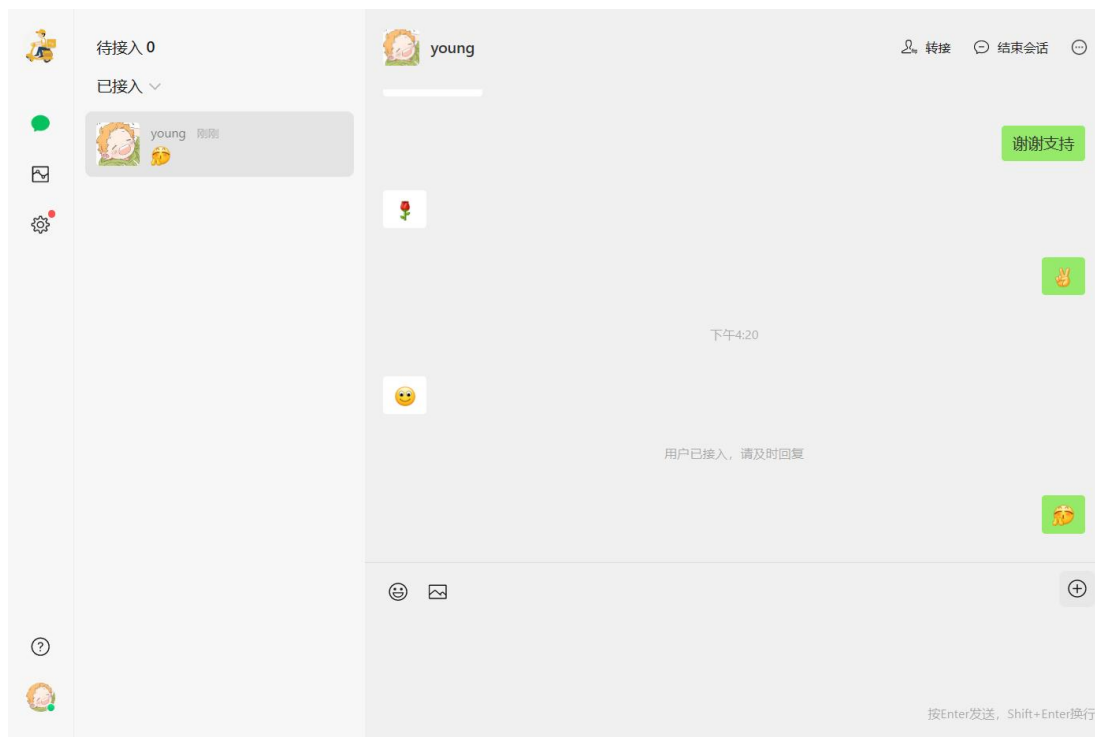 待接入 0
已接入
young 刚刚
young
转接
结束会话
谢谢支持
下午4:20
用户已接入，请及时回复
按Enter发送，Shift+Enter换行